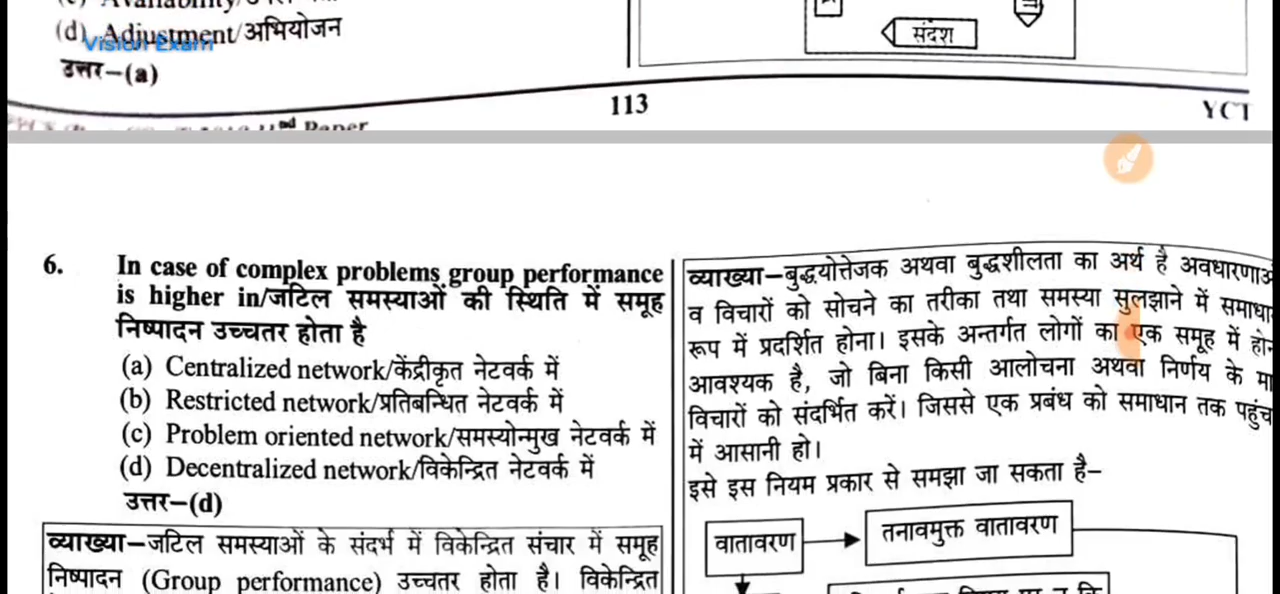 (d) Adjustment/अभियोजन
Vision Exam
उत्तर–(a)
संदेश
113
YCT
Paper
6. In case of complex problems group performance
is higher in/जटिल समस्याओं की स्थिति में समूह
निष्पादन उच्चतर होता है
(a) Centralized network/केंद्रीकृत नेटवर्क में
(b) Restricted network/प्रतिबन्धित नेटवर्क में
(c) Problem oriented network/समस्योन्मुख नेटवर्क में
(d) Decentralized network/विकेन्द्रित नेटवर्क में
उत्तर–(d)
व्याख्या–जटिल समस्याओं के संदर्भ में विकेन्द्रित संचार में समूह
निष्पादन (Group performance) उच्चतर होता है। विकेन्द्रित
व्याख्या–बुद्धयोत्तेजक अथवा बुद्धशीलता का अर्थ है
व विचारों को सोचने का तरीका तथा समस्या सुलझाने में
रूप में प्रदर्शित होना। इसके अन्तर्गत लोगों का एक समूह में
आवश्यक है, जो बिना किसी आलोचना अथवा निर्णय के
विचारों को संदर्भित करें। जिससे एक प्रबंध को समाधान तक
में आसानी हो।
इसे इस नियम प्रकार से समझा जा सकता है–
वातावरण
तनावमुक्त वातावरण